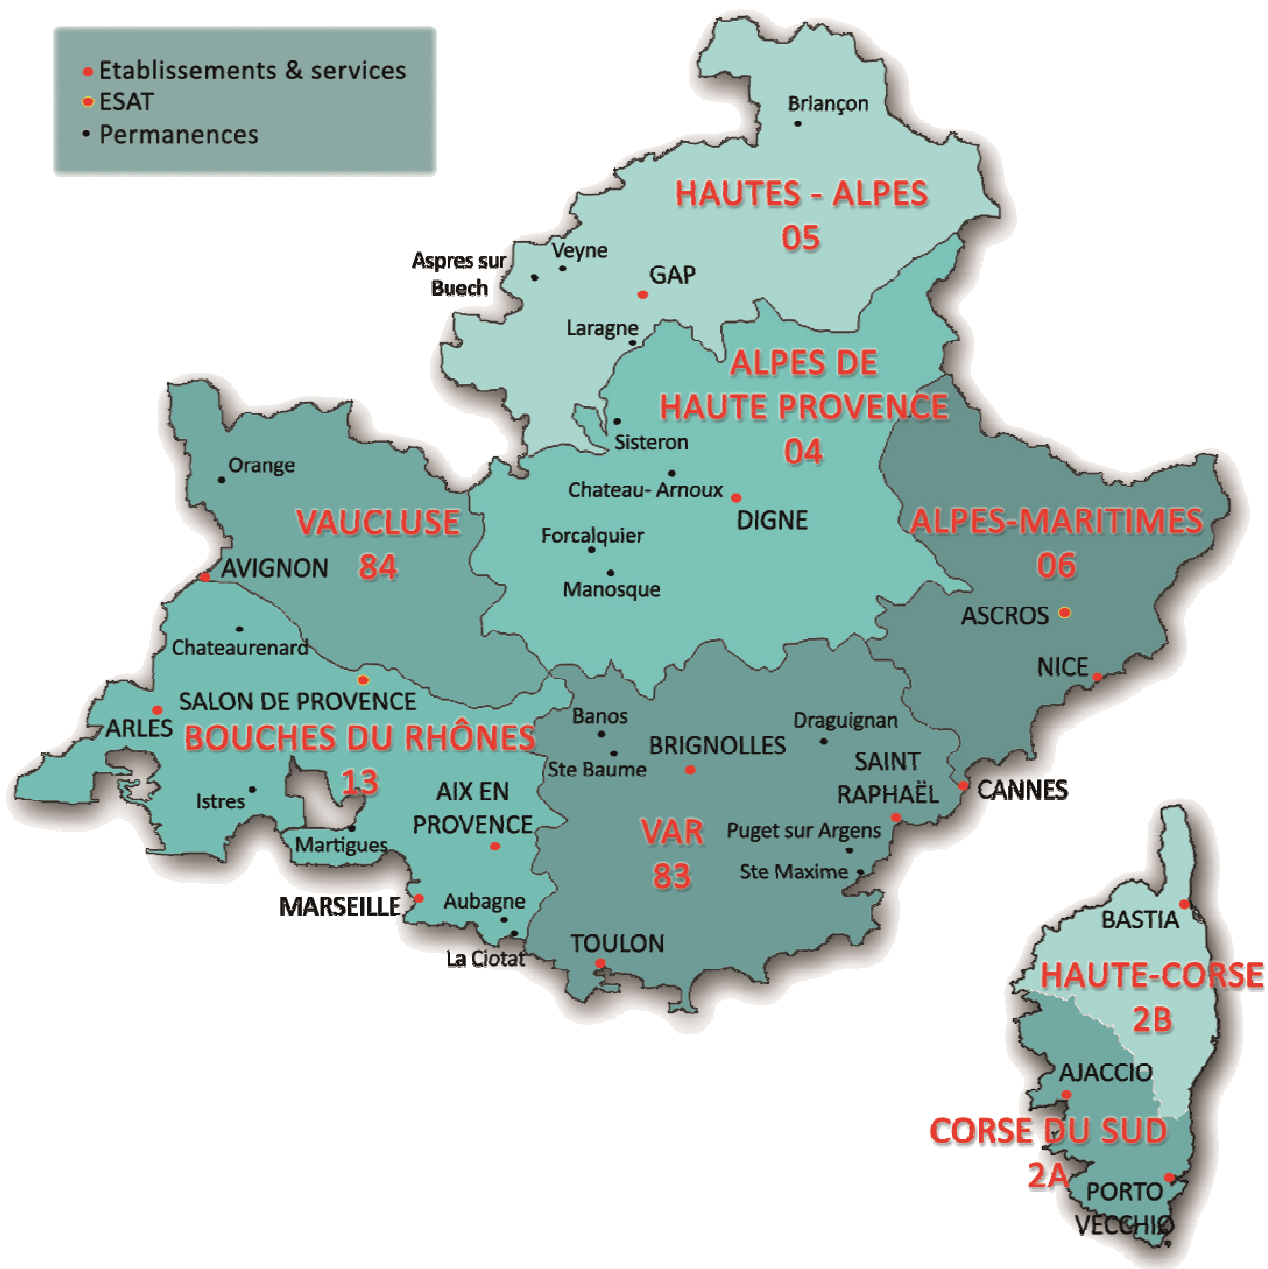 Etablissements & services
ESAT
Permanences
Briançon
HAUTES - ALPES
05
Veyne
Aspres sur
Buech
GAP
Laragne
ALPES DE
HAUTE PROVENCE
04
Sisteron
Chateau- Arnoux
DIGNE
Forcalquier
Manosque
Orange
VAUCLUSE
84
AVIGNON
ALPES-MARITIMES
06
ASCROS
NICE
CANNES
Chateaurenard
SALON DE PROVENCE
ARLES
BOUCHES DU RHÔNES
13
Istres
AIX EN
PROVENCE
Martigues
MARSEILLE
Aubagne
La Ciotat
Banos
Ste Baume
BRIGNOLLES
Draguignan
SAINT
RAPHAËL
VAR
83
Puget sur Argens
Ste Maxime
TOULON
BASTIA
HAUTE-CORSE
2B
AJACCIO
CORSE DU SUD
2A
PORTO
VECCHIO